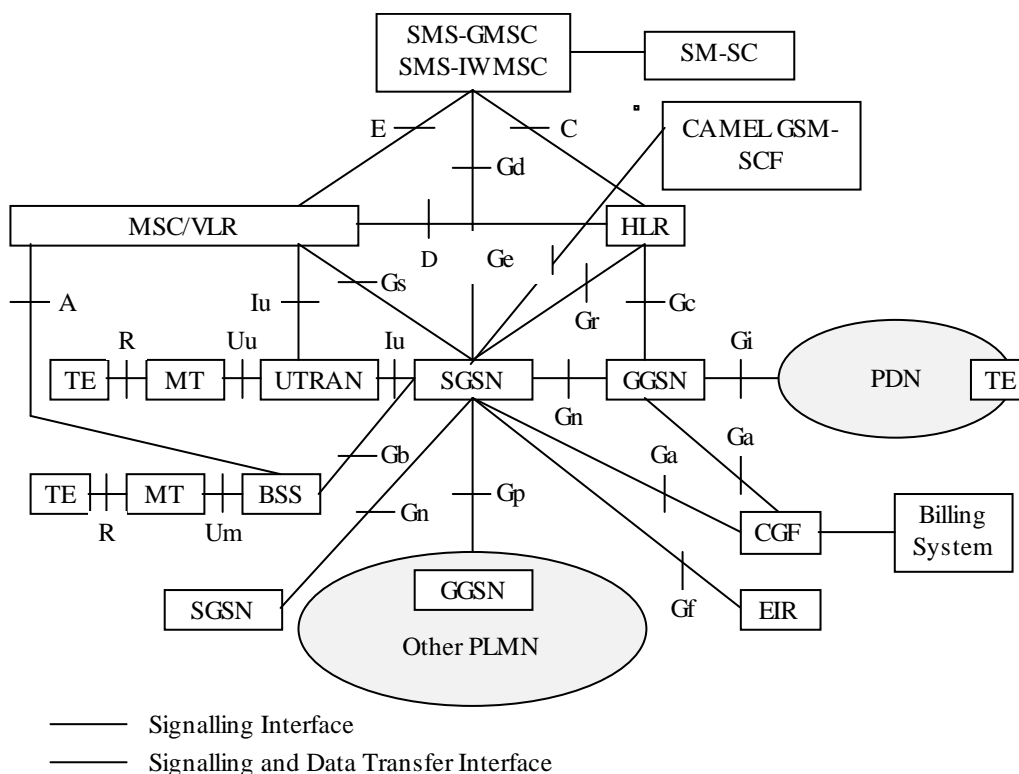 SMS-GMSC
SMS-IWMSC
SM-SC
E
C
CAMEL GSM-
SCF
Gd
MSC/VLR
HLR
D
Ge
A
Iu
Gs
Gr
Gc
R
Uu
Iu
Gi
TE
MT
UTRAN
SGSN
GGSN
PDN
TE
Gn
Gb
Ga
Ga
TE
MT
BSS
Gn
Gp
R
Um
CGF
Billing
System
SGSN
GGSN
Gf
EIR
Other PLMN
Signalling Interface
Signalling and Data Transfer Interface